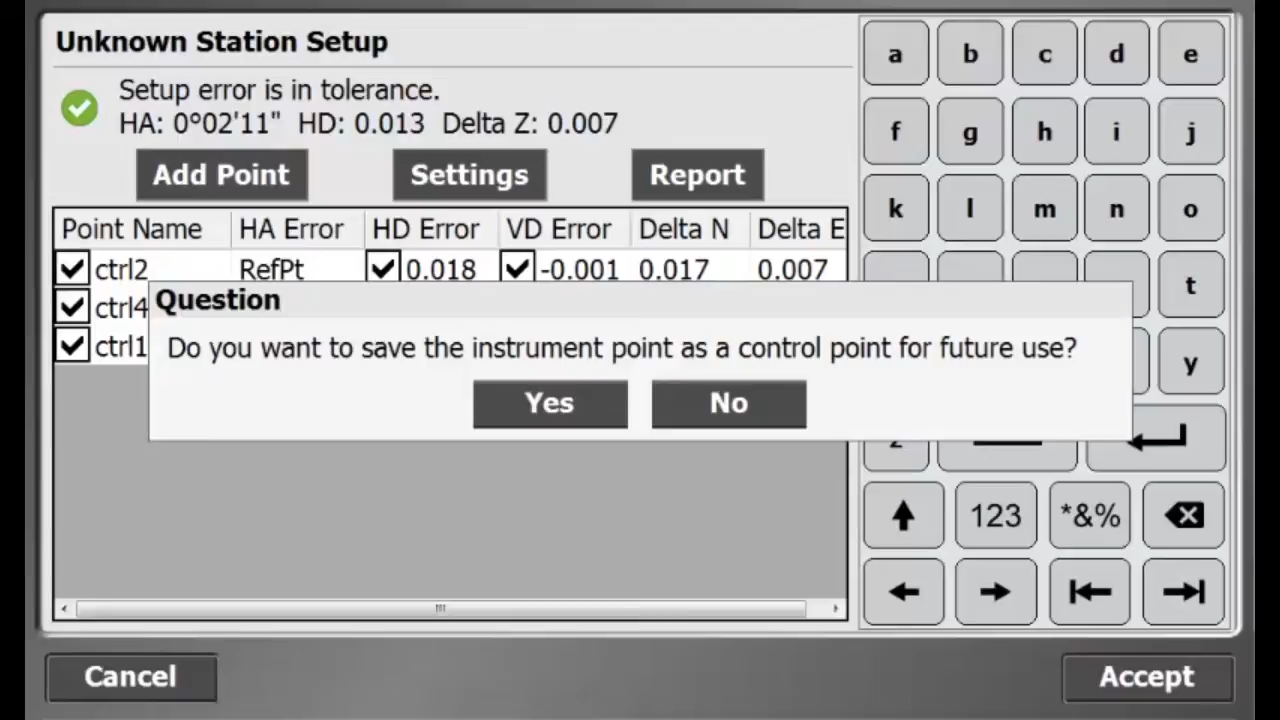 Unknown Station Setup
Setup error is in tolerance.
HA: 0°02'11" HD: 0.013 Delta Z: 0.007
Add Point Settings Report
Point Name HA Error HD Error VD Error Delta N Delta E
ctrl2 RefPt 0.018 -0.001 0.017 0.007
ctrl4
ctrl1
Question
Do you want to save the instrument point as a control point for future use?
Yes No
a b c d e
f g h i j
k l m n o
t
y
z
123 *&%
Cancel Accept